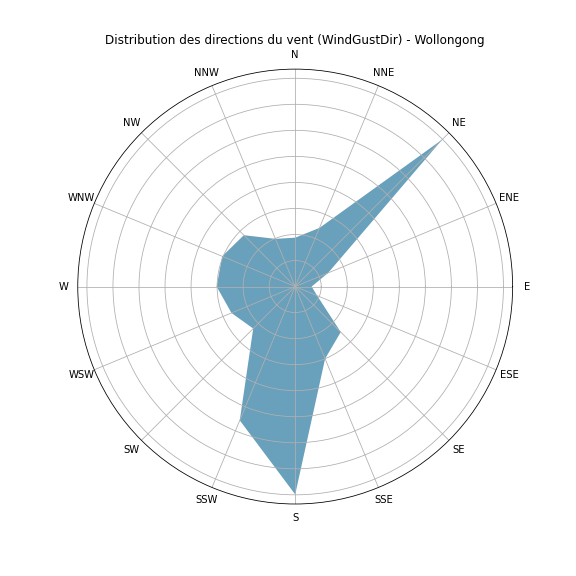 Distribution des directions du vent (WindGustDir) - Wollongong
N
NNW
NNE
NW
NE
WNW
ENE
W
E
WSW
ESE
SW
SE
SSW
SSE
S